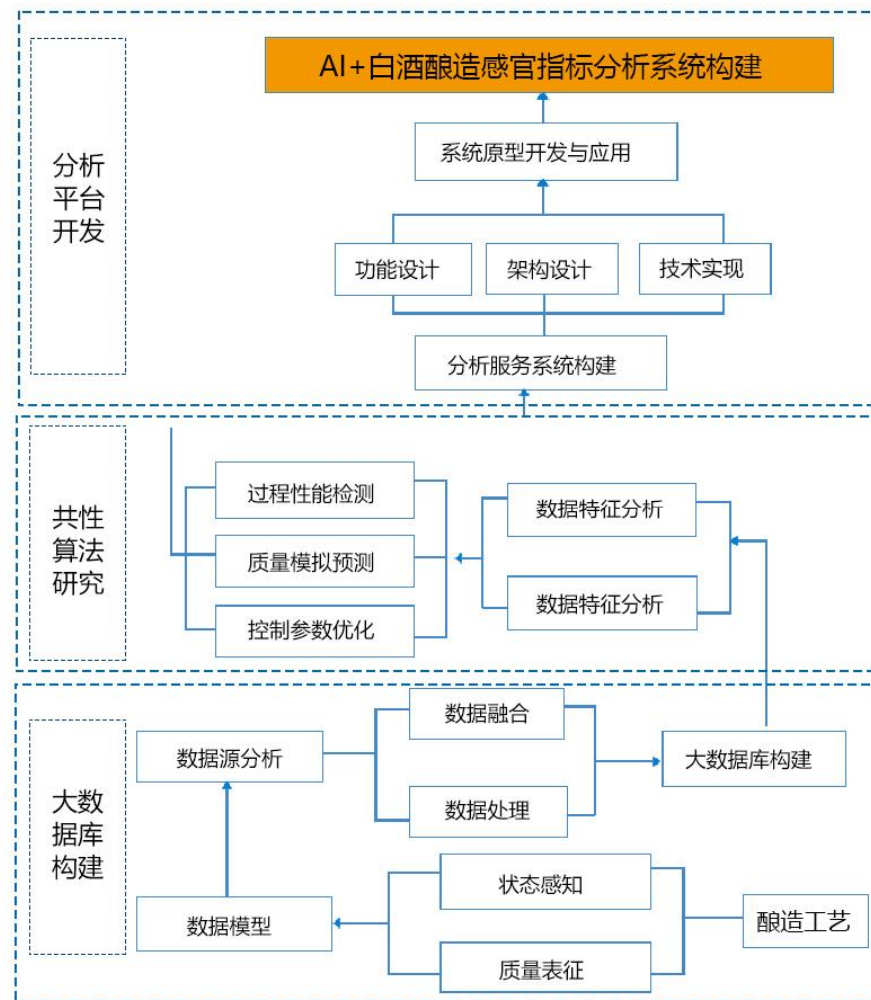 AI+白酒酿造感官指标分析系统构建
系统原型开发与应用
分析
平台
开发
功能设计
架构设计
技术实现
分析服务系统构建
共性
算法
研究
过程性能检测
数据特征分析
质量模拟预测
数据特征分析
控制参数优化
大数
据库
构建
数据融合
数据源分析
大数据库构建
数据处理
状态感知
数据模型
酿造工艺
质量表征